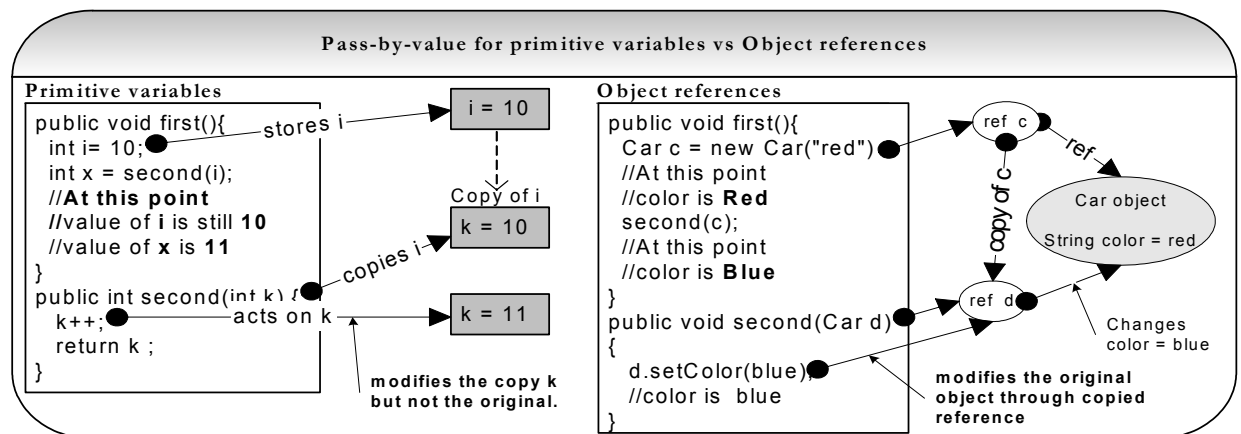 Pass-by-value for primitive variables vs Object references
Primitive variables
public void first(){
int i= 10;
int x = second(i);
//At this point
//value of i is still 10
//value of x is 11
}
public int second(int k) {
k++;
return k ;
}
stores i
i = 10
Copy of i
k = 10
copies i
acts on k
k = 11
modifies the copy k
but not the original.
Object references
public void first(){
Car c = new Car("red")
//At this point
//color is Red
second(c);
//At this point
//color is Blue
}
public void second(Car d)
{
d.setColor(blue);
//color is blue
}
ref c
ref
copy of c
Car object
String color = red
ref d
Changes
color = blue
modifies the original
object through copied
reference